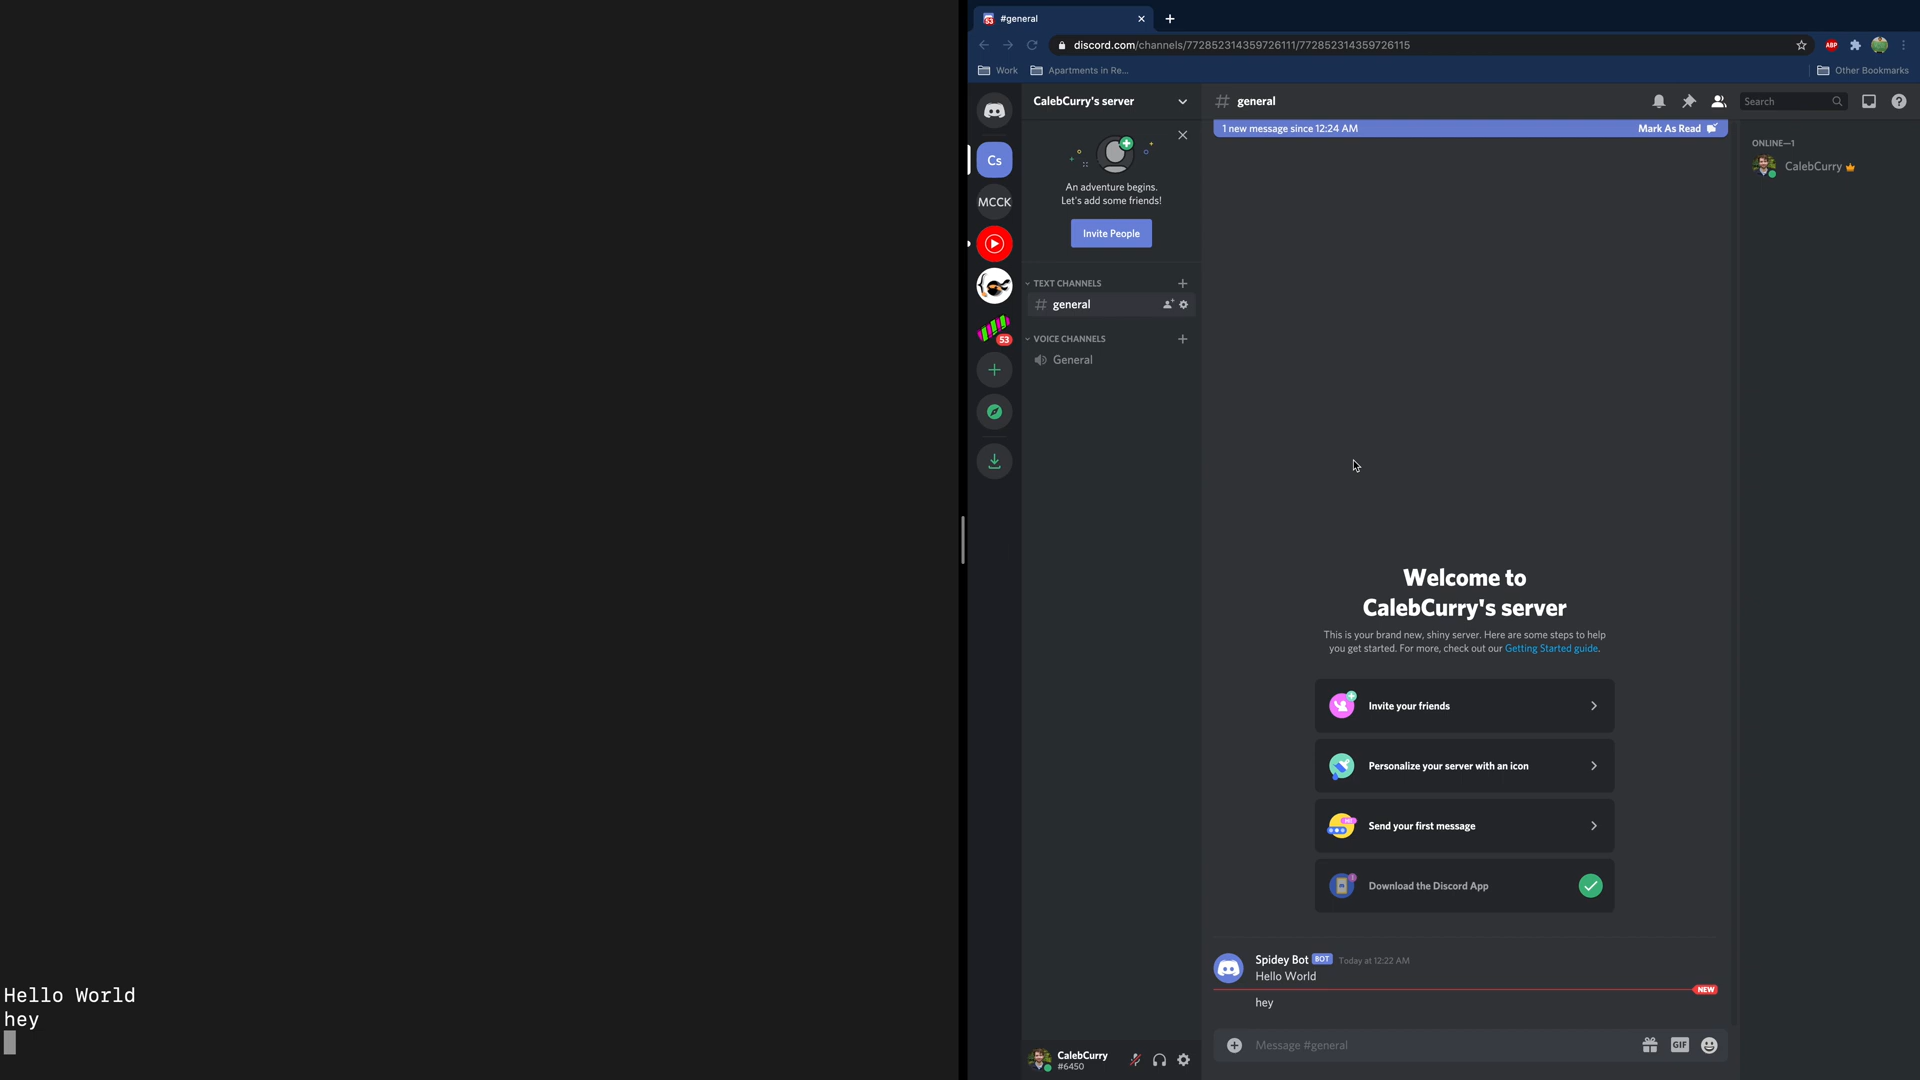 Hello World
hey
#general
discord.com/channels/772852314359726111/772852314359726115
ABP
Work
Apartments in Re...
Other Bookmarks
CalebCurry's server
An adventure begins.
Let's add some friends!
Invite People
TEXT CHANNELS
general
VOICE CHANNELS
General
Cs
MCCK
53
CalebCurry
#6450
general
Search
1 new message since 12:24 AM
Mark As Read
Welcome to
CalebCurry's server
This is your brand new, shiny server. Here are some steps to help
you get started. For more, check out our Getting Started guide.
Invite your friends
Personalize your server with an icon
Send your first message
Download the Discord App
Spidey Bot BOT Today at 12:22 AM
Hello World
NEW
hey
Message #general
GIF
ONLINE—1
CalebCurry